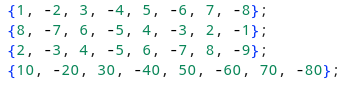 {1, -2, 3, -4, 5, -6, 7, -8};
{8, -7, 6, -5, 4, -3, 2, -1};
{2, -3, 4, -5, 6, -7, 8, -9};
{10, -20, 30, -40, 50, -60, 70, -80};